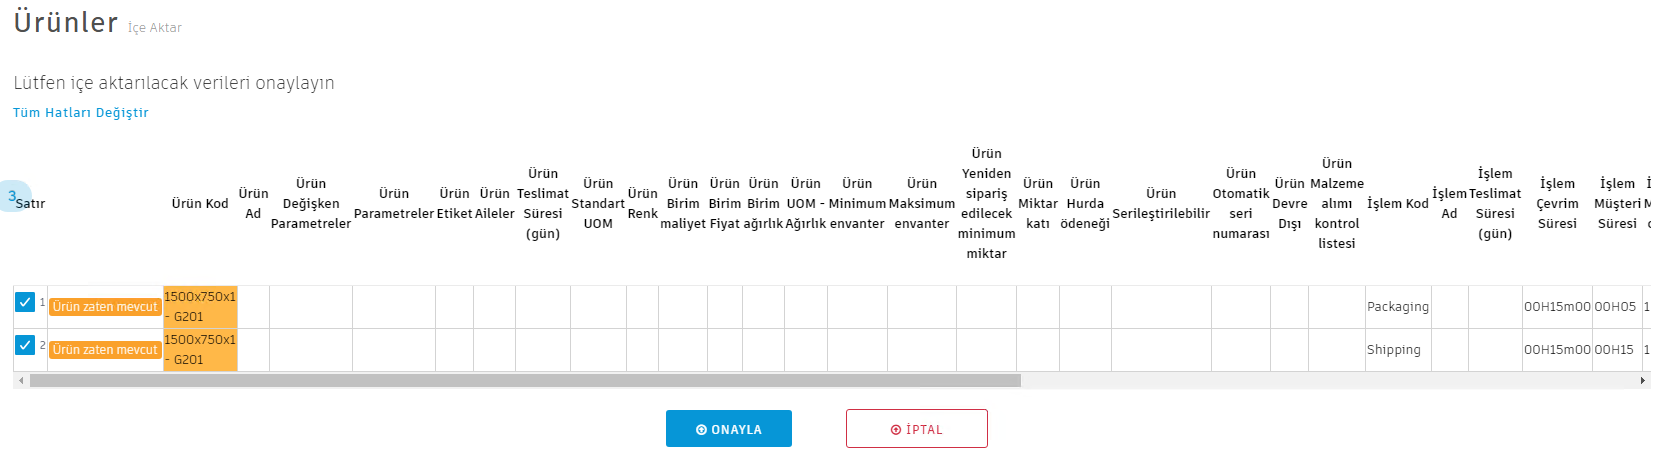 Ürünler İçe Aktar
Lütfen içe aktarılacak verileri onaylayın
Tüm Hatları Değiştir
3
Satır
Ürün Kod
Ürün
Ad
Ürün
Değişken
Parametreler
Ürün
Parametreler
Ürün
Etiket
Ürün
Aileler
Ürün
Teslimat
Süresi
(gün)
Ürün
Standart
UOM
Ürün
Renk
Ürün
Birim
maliyet
Ürün
Birim
Fiyat
Ürün
Birim
ağırlık
Ürün
UOM -
Ağırlık
Ürün
Minimum
envanter
Ürün
Maksimum
envanter
Ürün
Yeniden
sipariş
edilecek
minimum
miktar
Ürün
Miktar
katı
Ürün
Hurda
ödeneği
Ürün
Serileştirilebilir
Ürün
Otomatik
seri
numarası
Ürün
Devre
Dışı
Ürün
Malzeme
alımı
kontrol
listesi
İşlem Kod
İşlem
Ad
İşlem
Teslimat
Süresi
(gün)
İşlem
Çevrim
Süresi
İşlem
Müşteri
Süresi
1 Ürün zaten mevcut 1500x750x1 Packaging 00H15m00 00H05 1
- G201
2 Ürün zaten mevcut 1500x750x1 Shipping 00H15m00 00H15 1
- G201
ONAYLA İPTAL